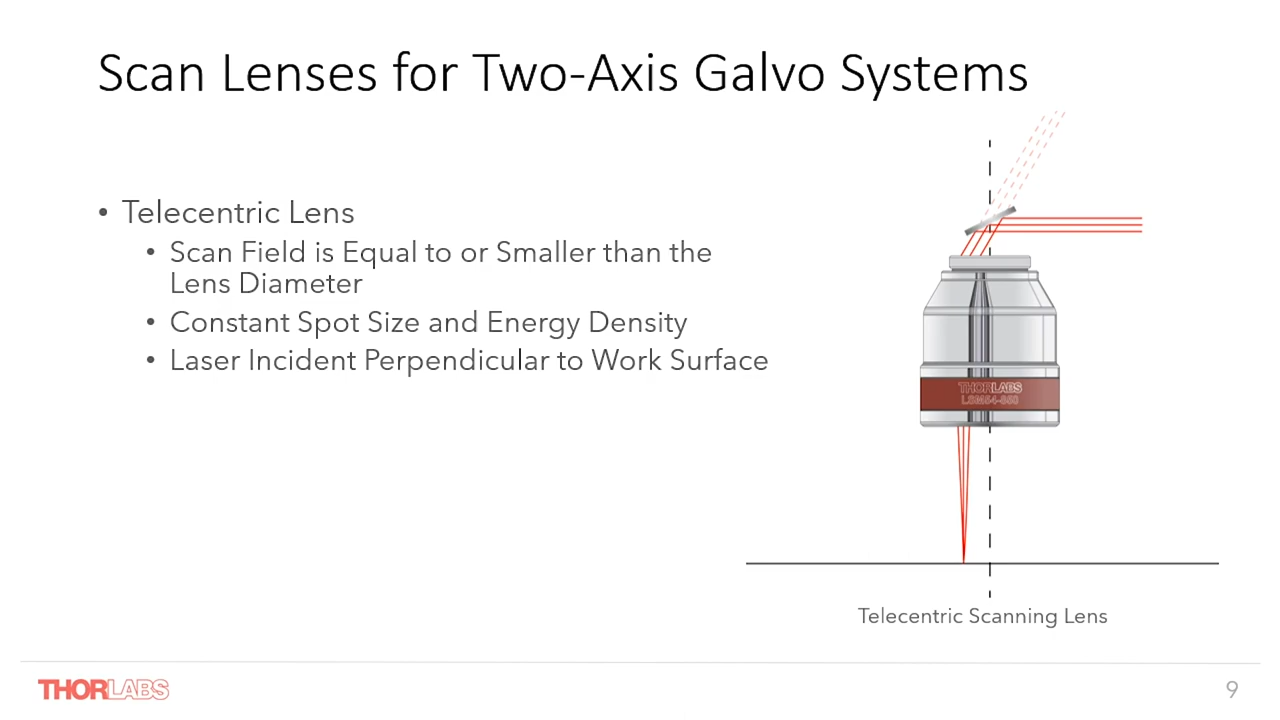 Scan Lenses for Two-Axis Galvo Systems
• Telecentric Lens
• Scan Field is Equal to or Smaller than the
Lens Diameter
• Constant Spot Size and Energy Density
• Laser Incident Perpendicular to Work Surface
THORLABS
Telecentric Scanning Lens
THORLABS
9